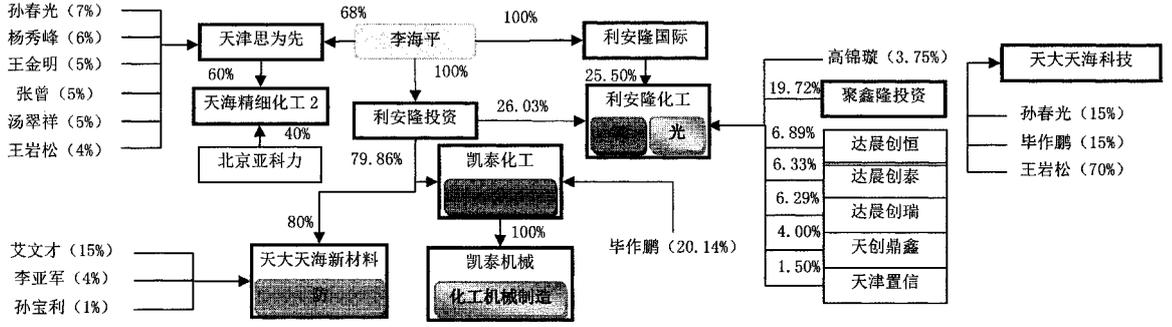 孙春光（7%）
杨秀峰（6%）
王金明（5%）
张曾（5%）
汤翠祥（5%）
王岩松（4%）
天津思为先
68%
李海平
100%
利安隆国际
60%
100%
25.50%
天海精细化工2
40%
北京亚科力
利安隆投资
26.03%
利安隆化工
光
79.86%
凯泰化工
80%
100%
毕作鹏（20.14%）
艾文才（15%）
李亚军（4%）
孙宝利（1%）
天大天海新材料
防
凯泰机械
化工机械制造
高锦璇（3.75%）
19.72%
聚鑫隆投资
6.89%
达晨创恒
6.33%
达晨创泰
6.29%
达晨创瑞
4.00%
天创鼎鑫
1.50%
天津置信
天大天海科技
孙春光（15%）
毕作鹏（15%）
王岩松（70%）